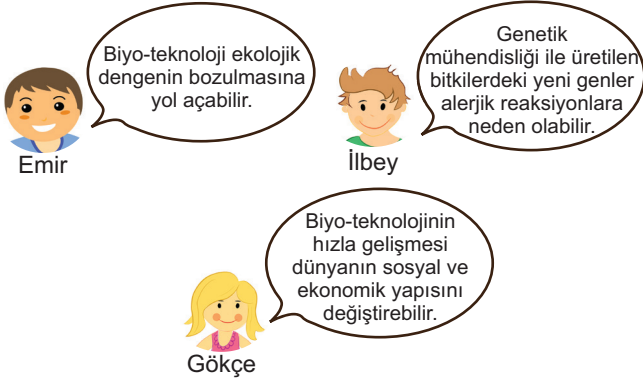 Biyo-teknoloji ekolojik
dengenin bozulmasına
yol açabilir.
Emir
Genetik
mühendisliği ile üretilen
bitkilerdeki yeni genler
alerjik reaksiyonlara
neden olabilir.
İlbey
Biyo-teknolojinin
hızla gelişmesi
dünyanın sosyal ve
ekonomik yapısını
değiştirebilir.
Gökçe